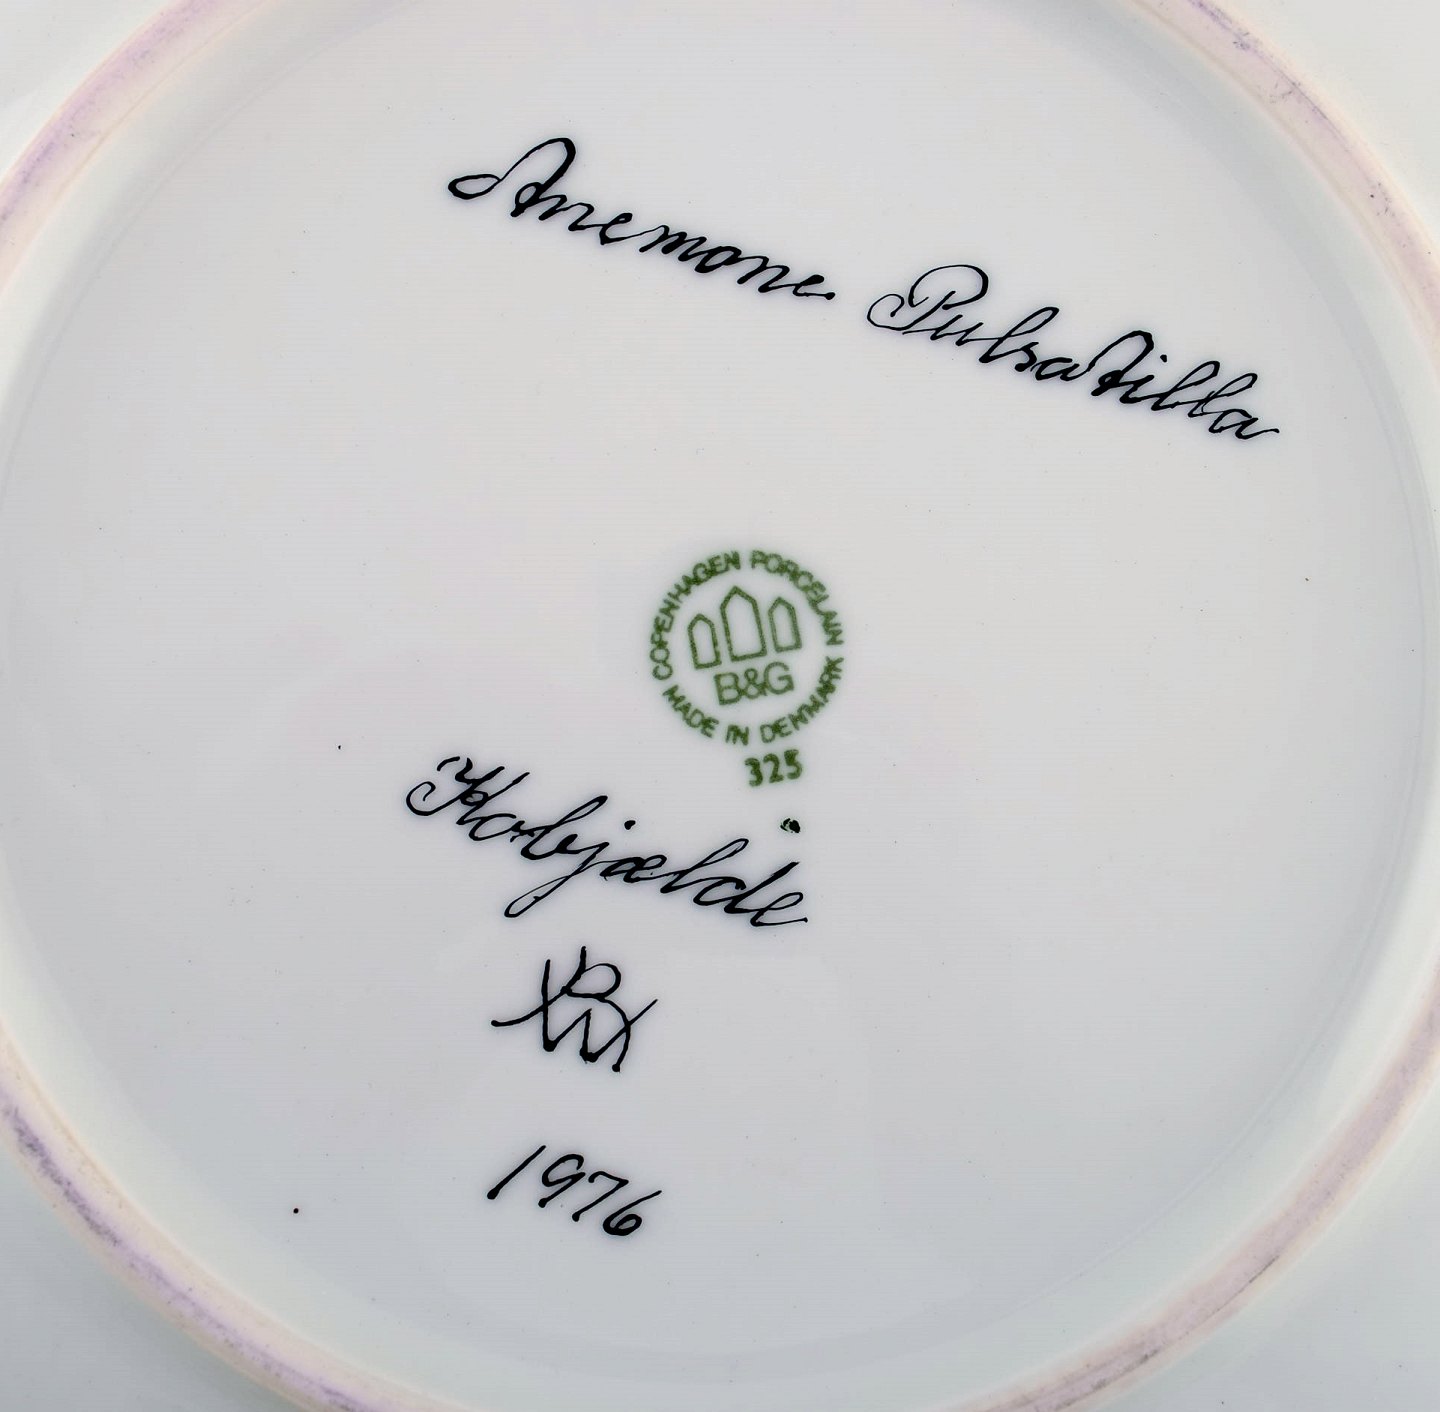 Anemone Pulsatilla
COPENHAGEN PORCELAIN
B&G
MADE IN DENMARK
325
Kobjælde
1976